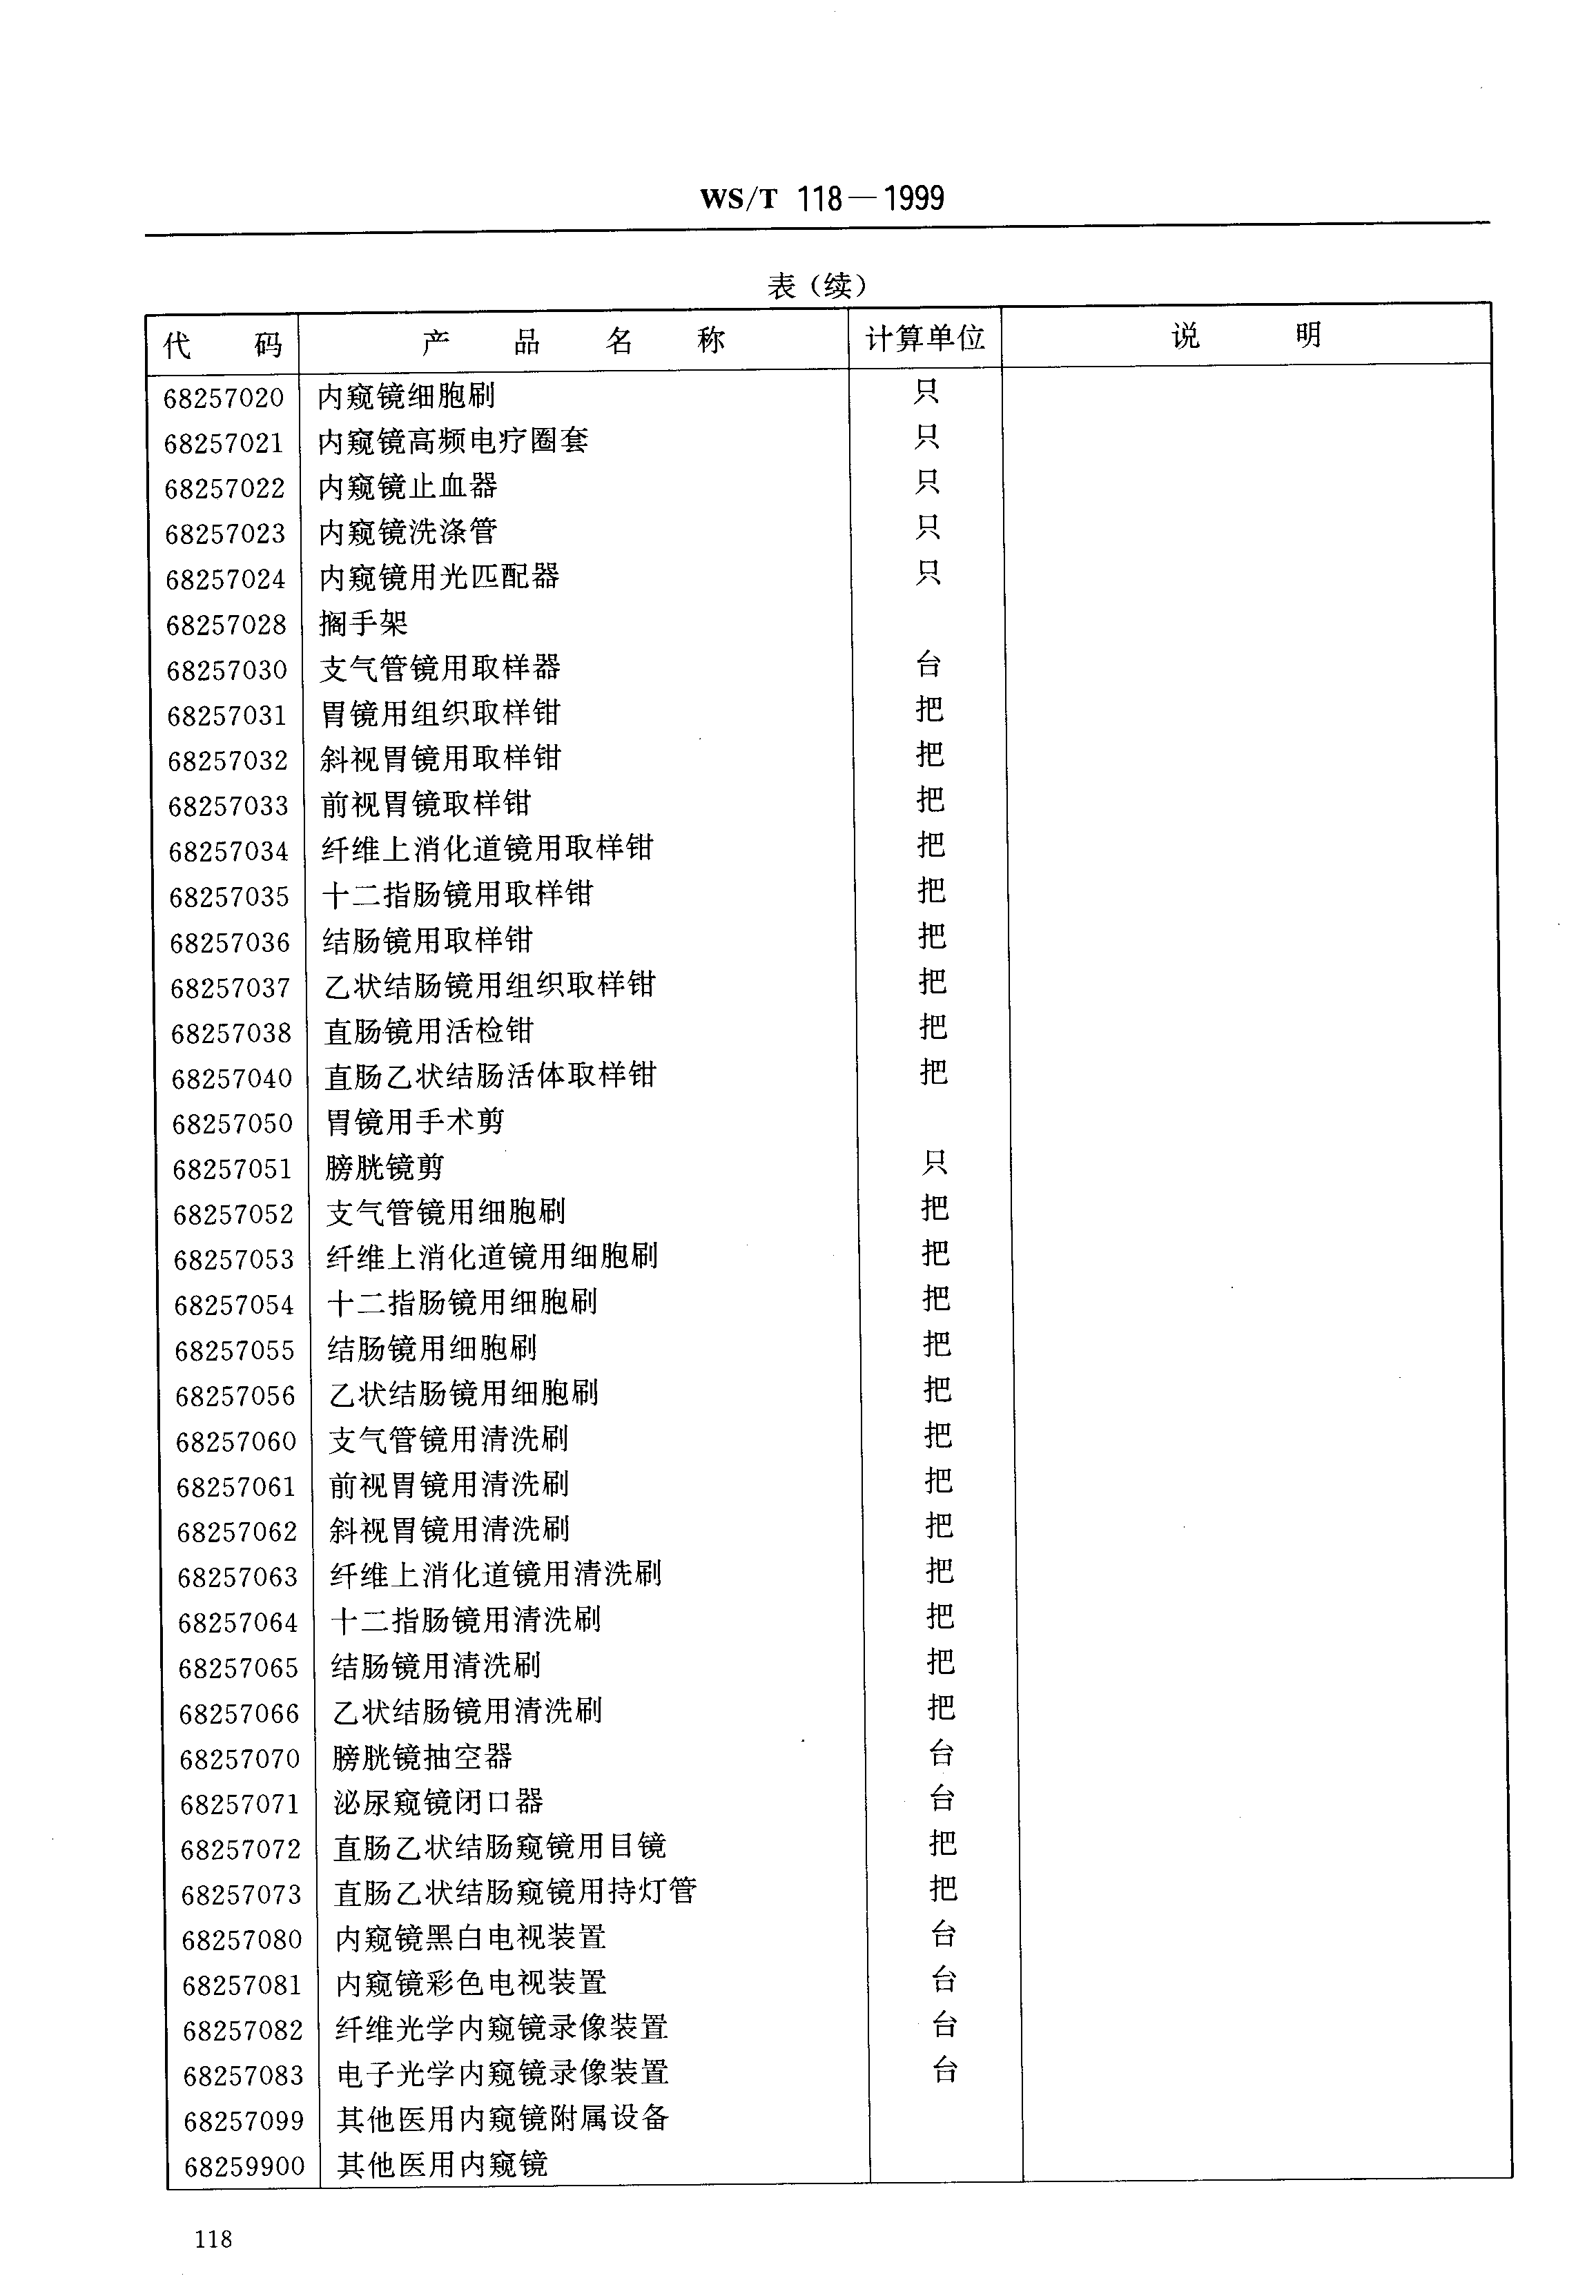 WS/T 118—1999
表（续）
代 码 产 品 名 称 计算单位 说 明
68257020 内窥镜细胞刷 只
68257021 内窥镜高频电疗圈套 只
68257022 内窥镜止血器 只
68257023 内窥镜洗涤管 只
68257024 内窥镜用光匹配器 只
68257028 搁手架
68257030 支气管镜用取样器 台
68257031 胃镜用组织取样钳 把
68257032 斜视胃镜用取样钳 把
68257033 前视胃镜取样钳 把
68257034 纤维上消化道镜用取样钳 把
68257035 十二指肠镜用取样钳 把
68257036 结肠镜用取样钳 把
68257037 乙状结肠镜用组织取样钳 把
68257038 直肠镜用活检钳 把
68257040 直肠乙状结肠活体取样钳 把
68257050 胃镜用手术剪
68257051 膀胱镜剪 只
68257052 支气管镜用细胞刷 把
68257053 纤维上消化道镜用细胞刷 把
68257054 十二指肠镜用细胞刷 把
68257055 结肠镜用细胞刷 把
68257056 乙状结肠镜用细胞刷 把
68257060 支气管镜用清洗刷 把
68257061 前视胃镜用清洗刷 把
68257062 斜视胃镜用清洗刷 把
68257063 纤维上消化道镜用清洗刷 把
68257064 十二指肠镜用清洗刷 把
68257065 结肠镜用清洗刷 把
68257066 乙状结肠镜用清洗刷 把
68257070 膀胱镜抽空器 台
68257071 泌尿窥镜闭口器 台
68257072 直肠乙状结肠窥镜用目镜 把
68257073 直肠乙状结肠窥镜用持灯管 把
68257080 内窥镜黑白电视装置 台
68257081 内窥镜彩色电视装置 台
68257082 纤维光学内窥镜录像装置 台
68257083 电子光学内窥镜录像装置 台
68257099 其他医用内窥镜附属设备
68259900 其他医用内窥镜
118